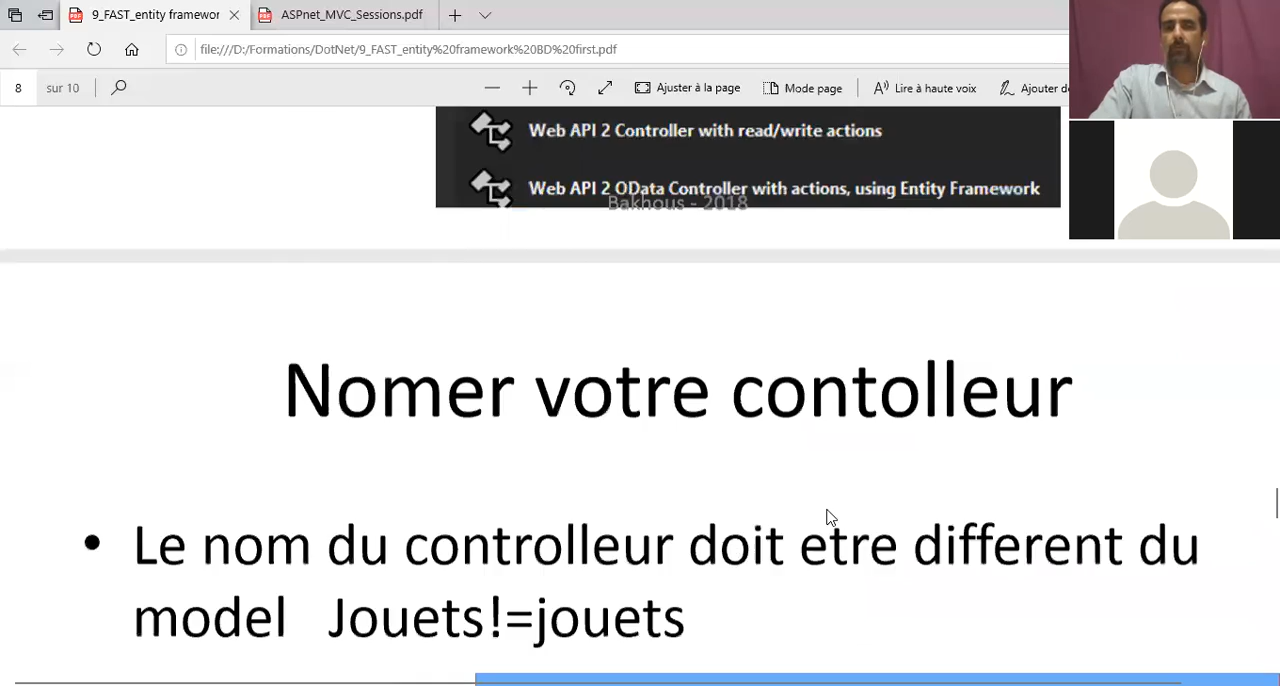 9_FAST_entity framewor
ASPnet_MVC_Sessions.pdf
file:///D:/Formations/DotNet/9_FAST_entity%20framework%20BD%20first.pdf
8 sur 10
Ajuster à la page
Mode page
Lire à haute voix
Ajouter
Web API 2 Controller with read/write actions
Web API 2 OData Controller with actions, using Entity Framework
Bakhous - 2018
Nomer votre contolleur
• Le nom du controlleur doit etre different du
model Jouets!=jouets